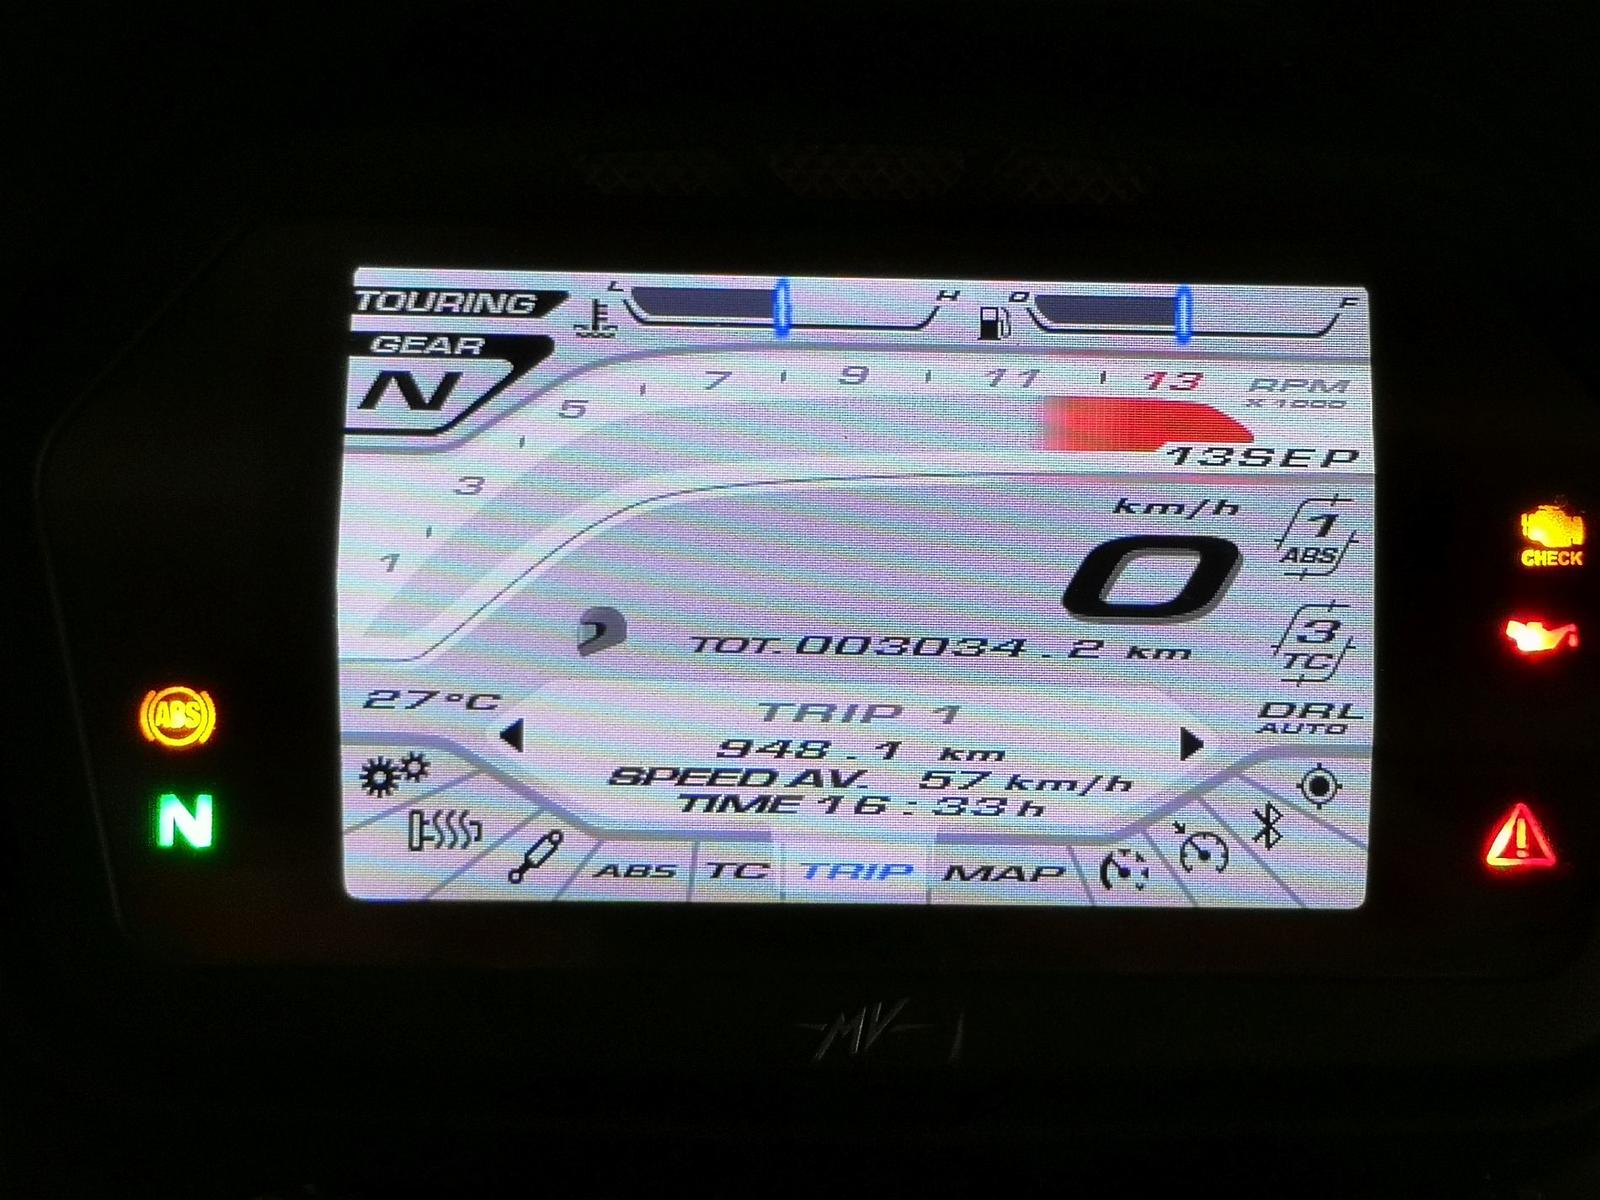 TOURING
L H 0 F
GEAR
N
1 3 5 7 9 11 13
RPM
X 1000
13SEP
km/h
0
1
ABS
TOT. 003034.2 km
3
TC
27°C
TRIP 1
DRL
AUTO
948.1 km
SPEED AV. 57 km/h
TIME 16:33 h
ABS TC TRIP MAP
ABS
N
CHECK
MV